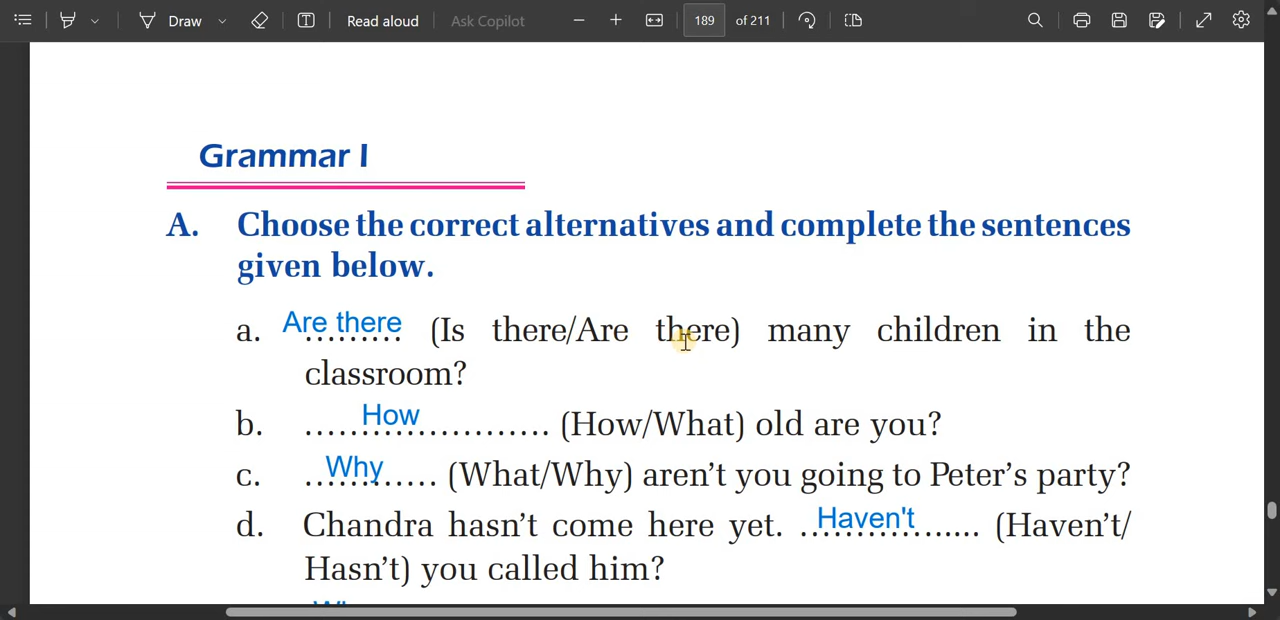 Draw
Read aloud
Ask Copilot
189 of 211
Grammar I
A. Choose the correct alternatives and complete the sentences
given below.
a. Are there ......... (Is there/Are there) many children in the
classroom?
b. How ....................... (How/What) old are you?
c. Why ............ (What/Why) aren't you going to Peter's party?
d. Chandra hasn't come here yet. Haven't ................. (Haven't/
Hasn't) you called him?